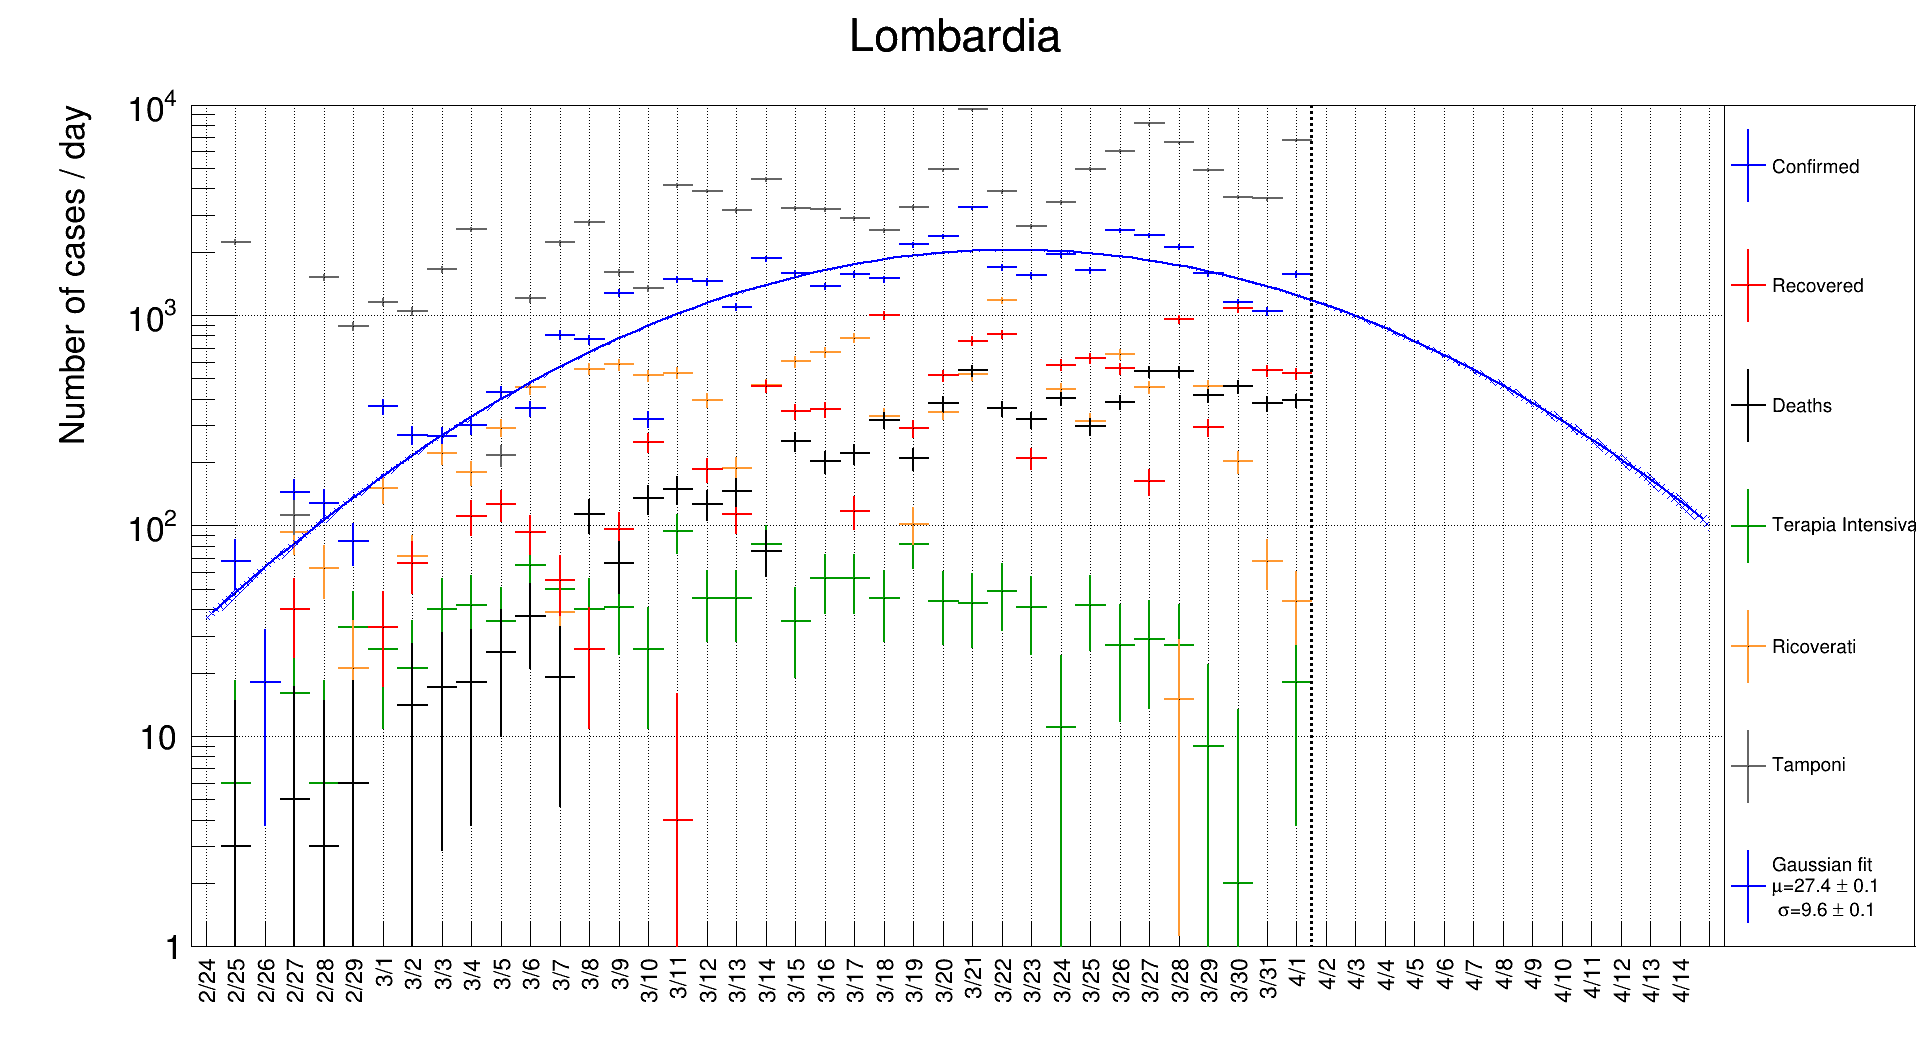 Lombardia
Number of cases / day
10⁴
10³
10²
10
1
2/24 2/25 2/26 2/27 2/28 2/29 3/1 3/2 3/3 3/4 3/5 3/6 3/7 3/8 3/9 3/10 3/11 3/12 3/13 3/14 3/15 3/16 3/17 3/18 3/19 3/20 3/21 3/22 3/23 3/24 3/25 3/26 3/27 3/28 3/29 3/30 3/31 4/1 4/2 4/3 4/4 4/5 4/6 4/7 4/8 4/9 4/10 4/11 4/12 4/13 4/14
Confirmed
Recovered
Deaths
Terapia Intensiva
Ricoverati
Tamponi
Gaussian fit
μ=27.4 ± 0.1
σ=9.6 ± 0.1